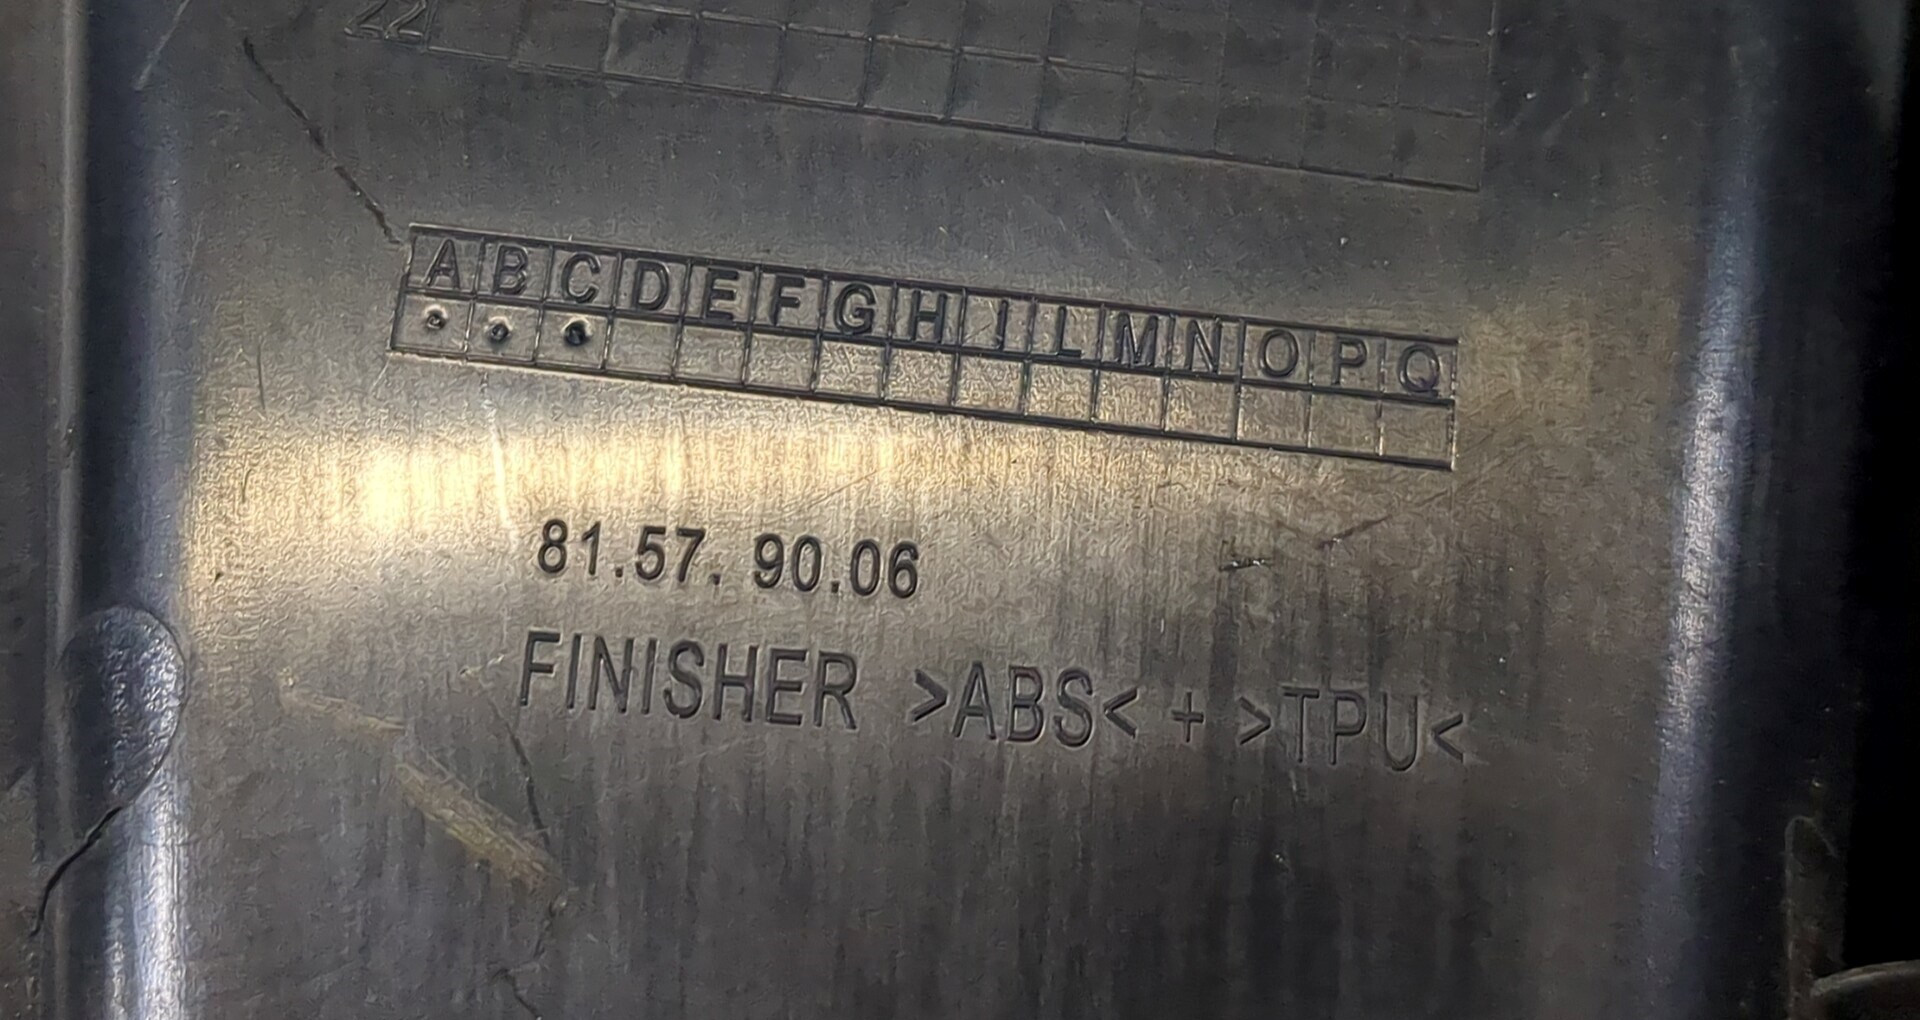 22
A B C D E F G H I L M N O P Q
81.57. 90.06
FINISHER >ABS< + >TPU<